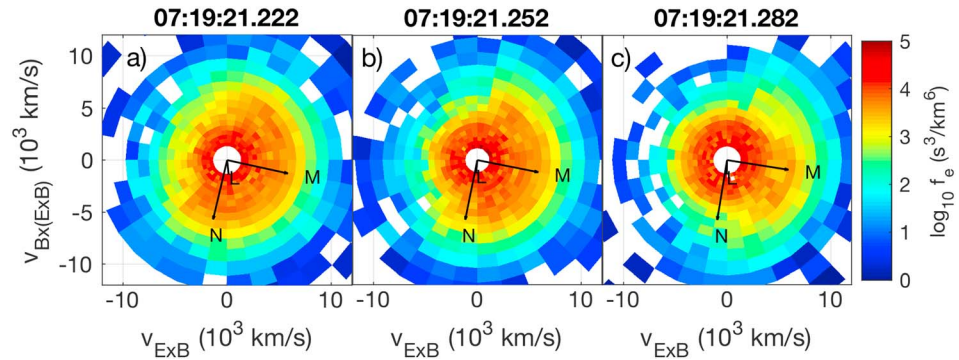 07:19:21.222 07:19:21.252 07:19:21.282
a) b) c)
v_Bx(ExB) (10^3 km/s)
10
5
0
-5
-10
L M N
L M N
L M N
-10 0 10
-10 0 10
-10 0 10
v_ExB (10^3 km/s) v_ExB (10^3 km/s) v_ExB (10^3 km/s)
5
4
3
2
1
0
log_10 f_e (s^3/km^6)